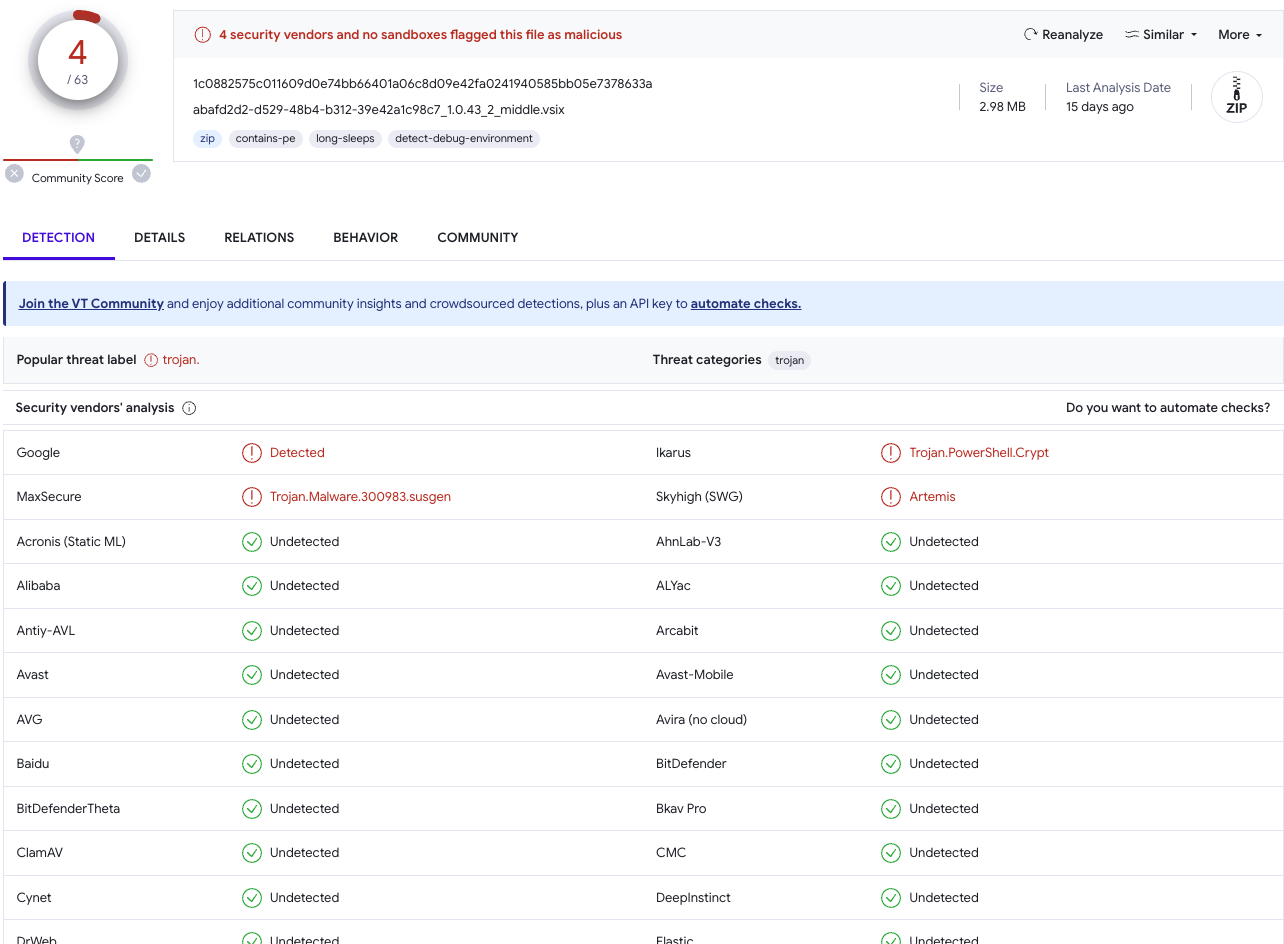 4
/ 63
Community Score
4 security vendors and no sandboxes flagged this file as malicious
Reanalyze Similar More
1c0882575c011609d0e74bb66401a06c8d09e42fa0241940585bb05e7378633a
abafd2d2-d529-48b4-b312-39e42a1c98c7_1.0.43_2_middle.vsix
zip contains-pe long-sleeps detect-debug-environment
Size
2.98 MB
Last Analysis Date
15 days ago
ZIP
DETECTION DETAILS RELATIONS BEHAVIOR COMMUNITY
Join the VT Community and enjoy additional community insights and crowdsourced detections, plus an API key to automate checks.
Popular threat label trojan. Threat categories trojan
Security vendors' analysis Do you want to automate checks?
Google Detected Ikarus Trojan.PowerShell.Crypt
MaxSecure Trojan.Malware.300983.susgen Skyhigh (SWG) Artemis
Acronis (Static ML) Undetected AhnLab-V3 Undetected
Alibaba Undetected ALYac Undetected
Antiy-AVL Undetected Arcabit Undetected
Avast Undetected Avast-Mobile Undetected
AVG Undetected Avira (no cloud) Undetected
Baidu Undetected BitDefender Undetected
BitDefenderTheta Undetected Bkav Pro Undetected
ClamAV Undetected CMC Undetected
Cynet Undetected DeepInstinct Undetected
DrWeb Undetected Elastic Undetected